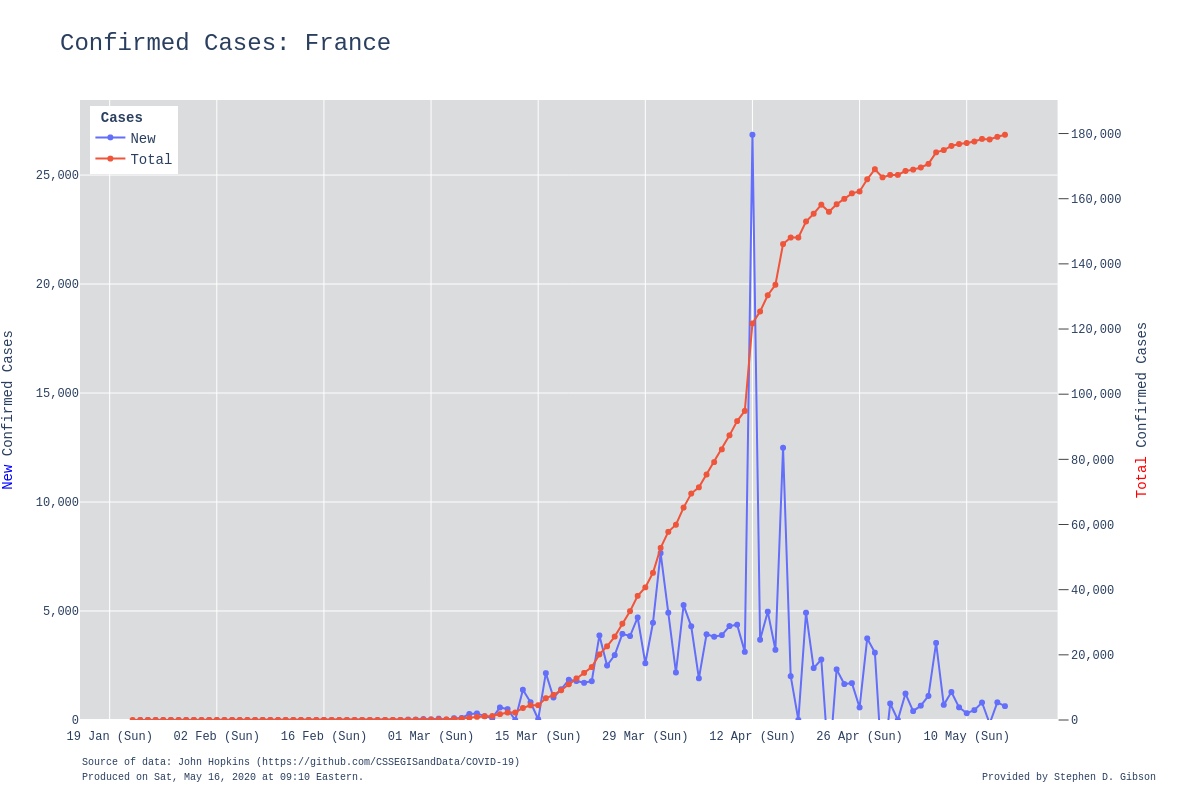 Confirmed Cases: France
Cases
New
Total
25,000
20,000
15,000
10,000
5,000
0
New Confirmed Cases
180,000
160,000
140,000
120,000
100,000
80,000
60,000
40,000
20,000
0
Total Confirmed Cases
19 Jan (Sun) 02 Feb (Sun) 16 Feb (Sun) 01 Mar (Sun) 15 Mar (Sun) 29 Mar (Sun) 12 Apr (Sun) 26 Apr (Sun) 10 May (Sun)
Source of data: John Hopkins (https://github.com/CSSEGISandData/COVID-19)
Produced on Sat, May 16, 2020 at 09:10 Eastern.
Provided by Stephen D. Gibson